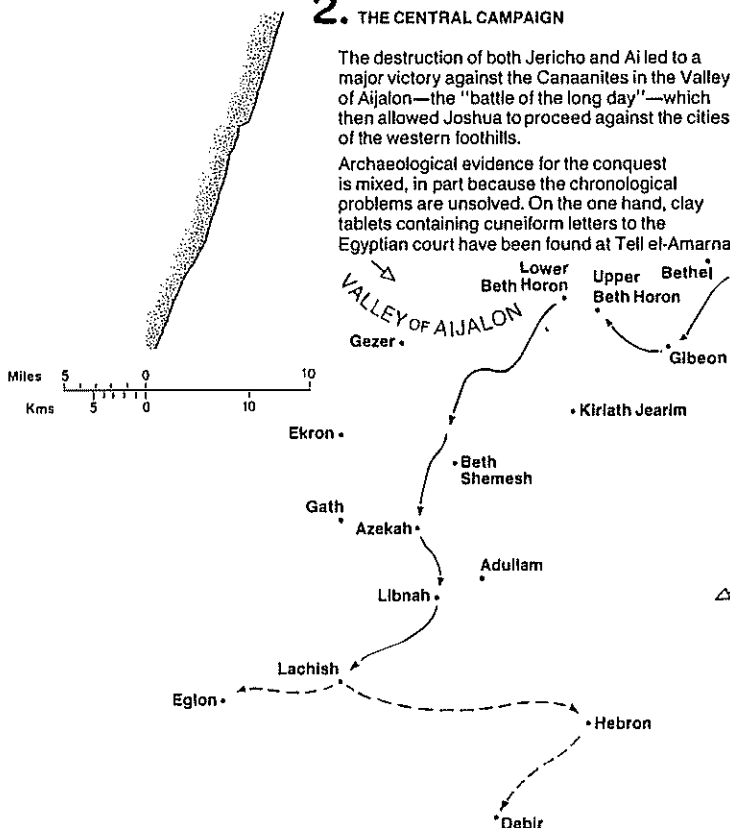 2. THE CENTRAL CAMPAIGN
The destruction of both Jericho and Ai led to a
major victory against the Canaanites in the Valley
of Aijalon—the "battle of the long day"—which
then allowed Joshua to proceed against the cities
of the western foothills.
Archaeological evidence for the conquest
is mixed, in part because the chronological
problems are unsolved. On the one hand, clay
tablets containing cuneiform letters to the
Egyptian court have been found at Tell el-Amarna
Lower
Beth Horon
Upper
Beth Horon
Bethel
VALLEY OF AIJALON
Gezer
Gibeon
Miles 5 0 10
Kms 5 0 10
Kiriath Jearim
Ekron
Beth
Shemesh
Gath
Azekah
Adullam
Libnah
Lachish
Eglon
Hebron
Debir